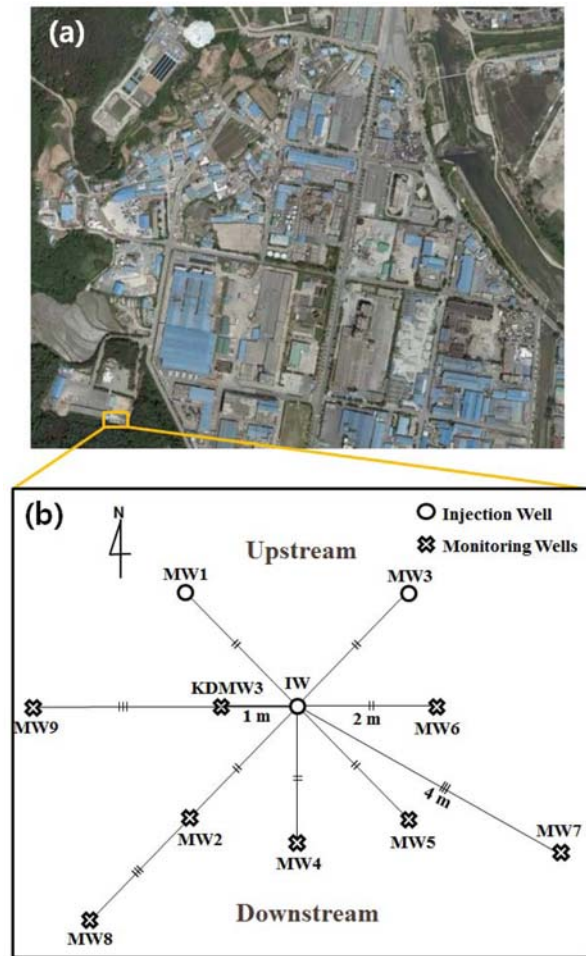 (a)
(b)
N
Upstream
Injection Well
Monitoring Wells
MW1
MW3
KDMW3
IW
1 m
2 m
MW9
MW6
4 m
MW2
MW4
MW5
MW7
MW8
Downstream